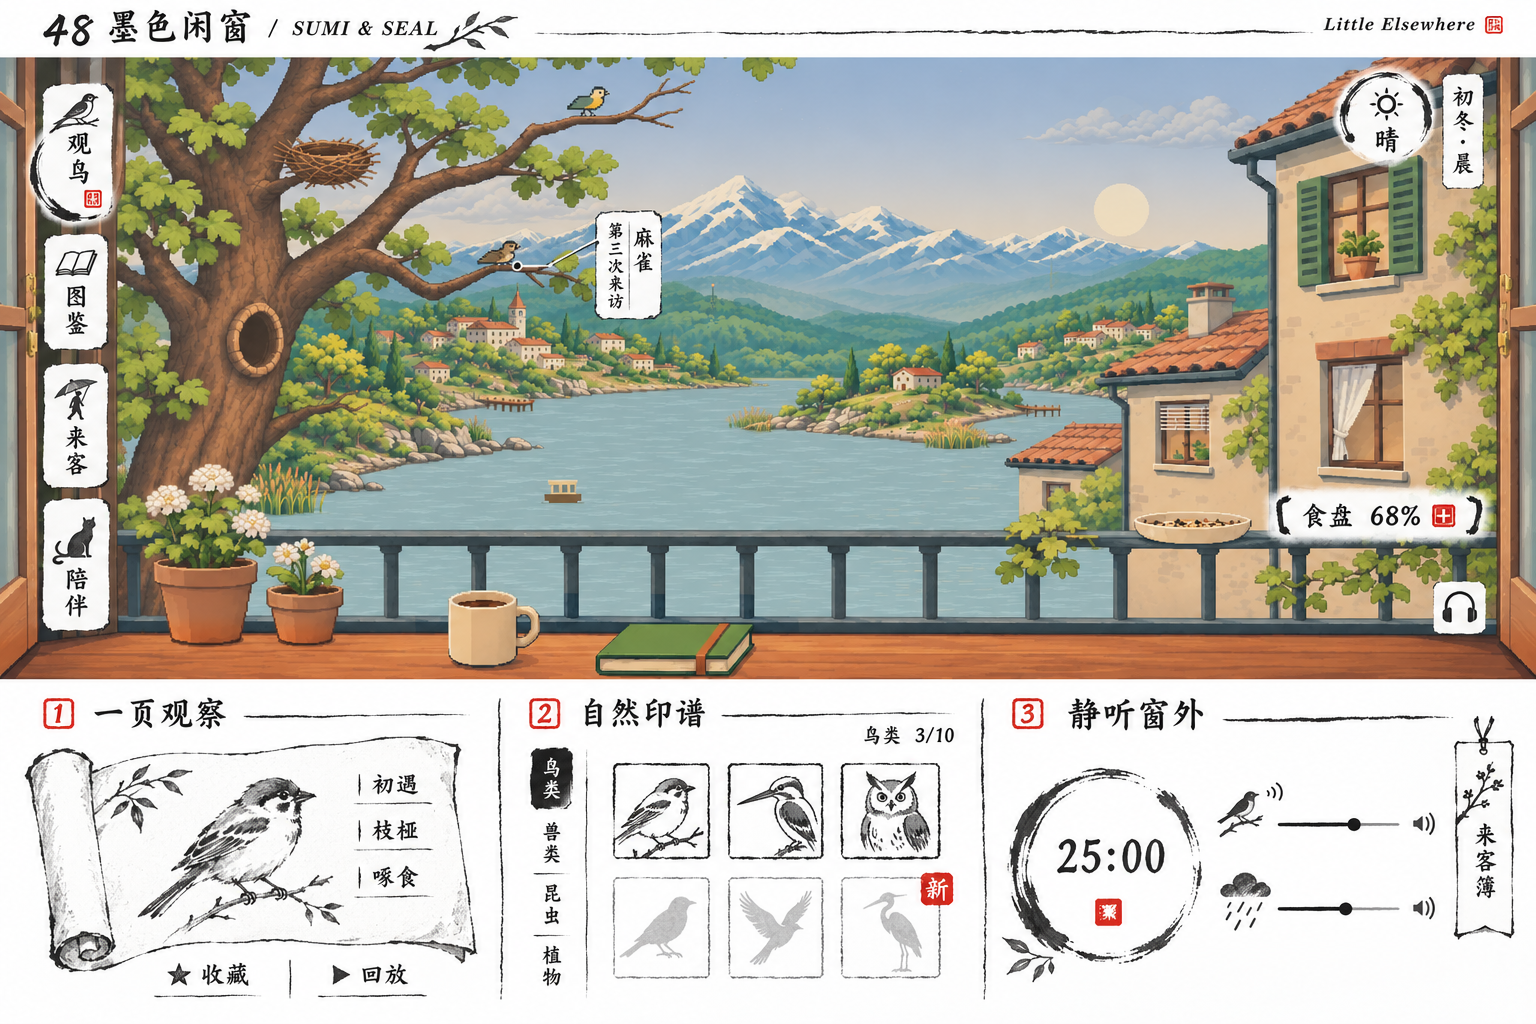 48 墨色闲窗 / SUMI & SEAL
Little Elsewhere
观鸟
图鉴
来客
陪伴
麻雀
第三次来访
晴
初冬·晨
食盘 68%
1 一页观察
初遇
枝桠
啄食
收藏
回放
2 自然印谱
鸟类 3/10
鸟类
兽类
昆虫
植物
新
3 静听窗外
25:00
来客簿